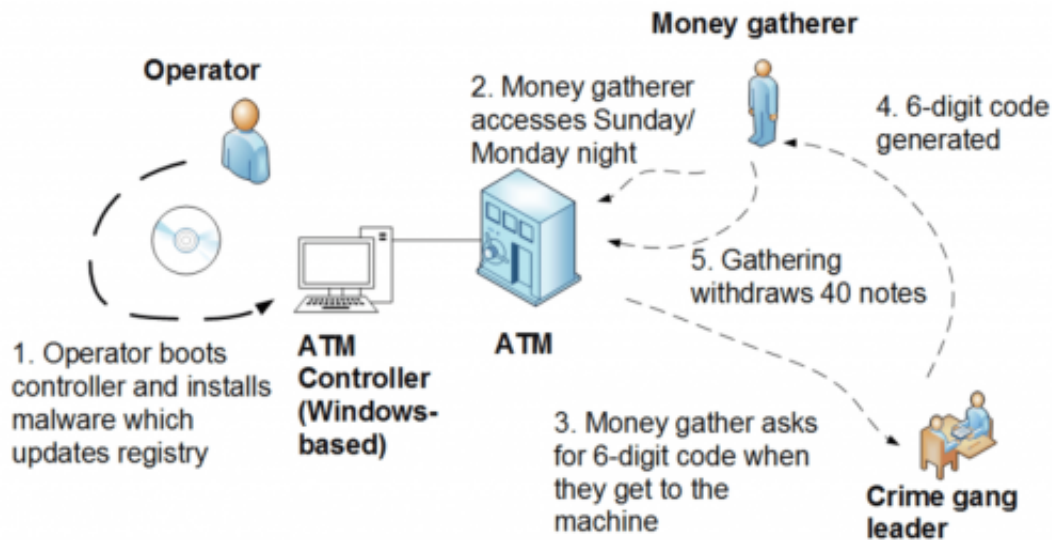 Money gatherer
Operator
2. Money gatherer
accesses Sunday/
Monday night
4. 6-digit code
generated
5. Gathering
withdraws 40 notes
1. Operator boots
controller and installs
malware which
updates registry
ATM
Controller
(Windows-
based)
ATM
3. Money gather asks
for 6-digit code when
they get to the
machine
Crime gang
leader